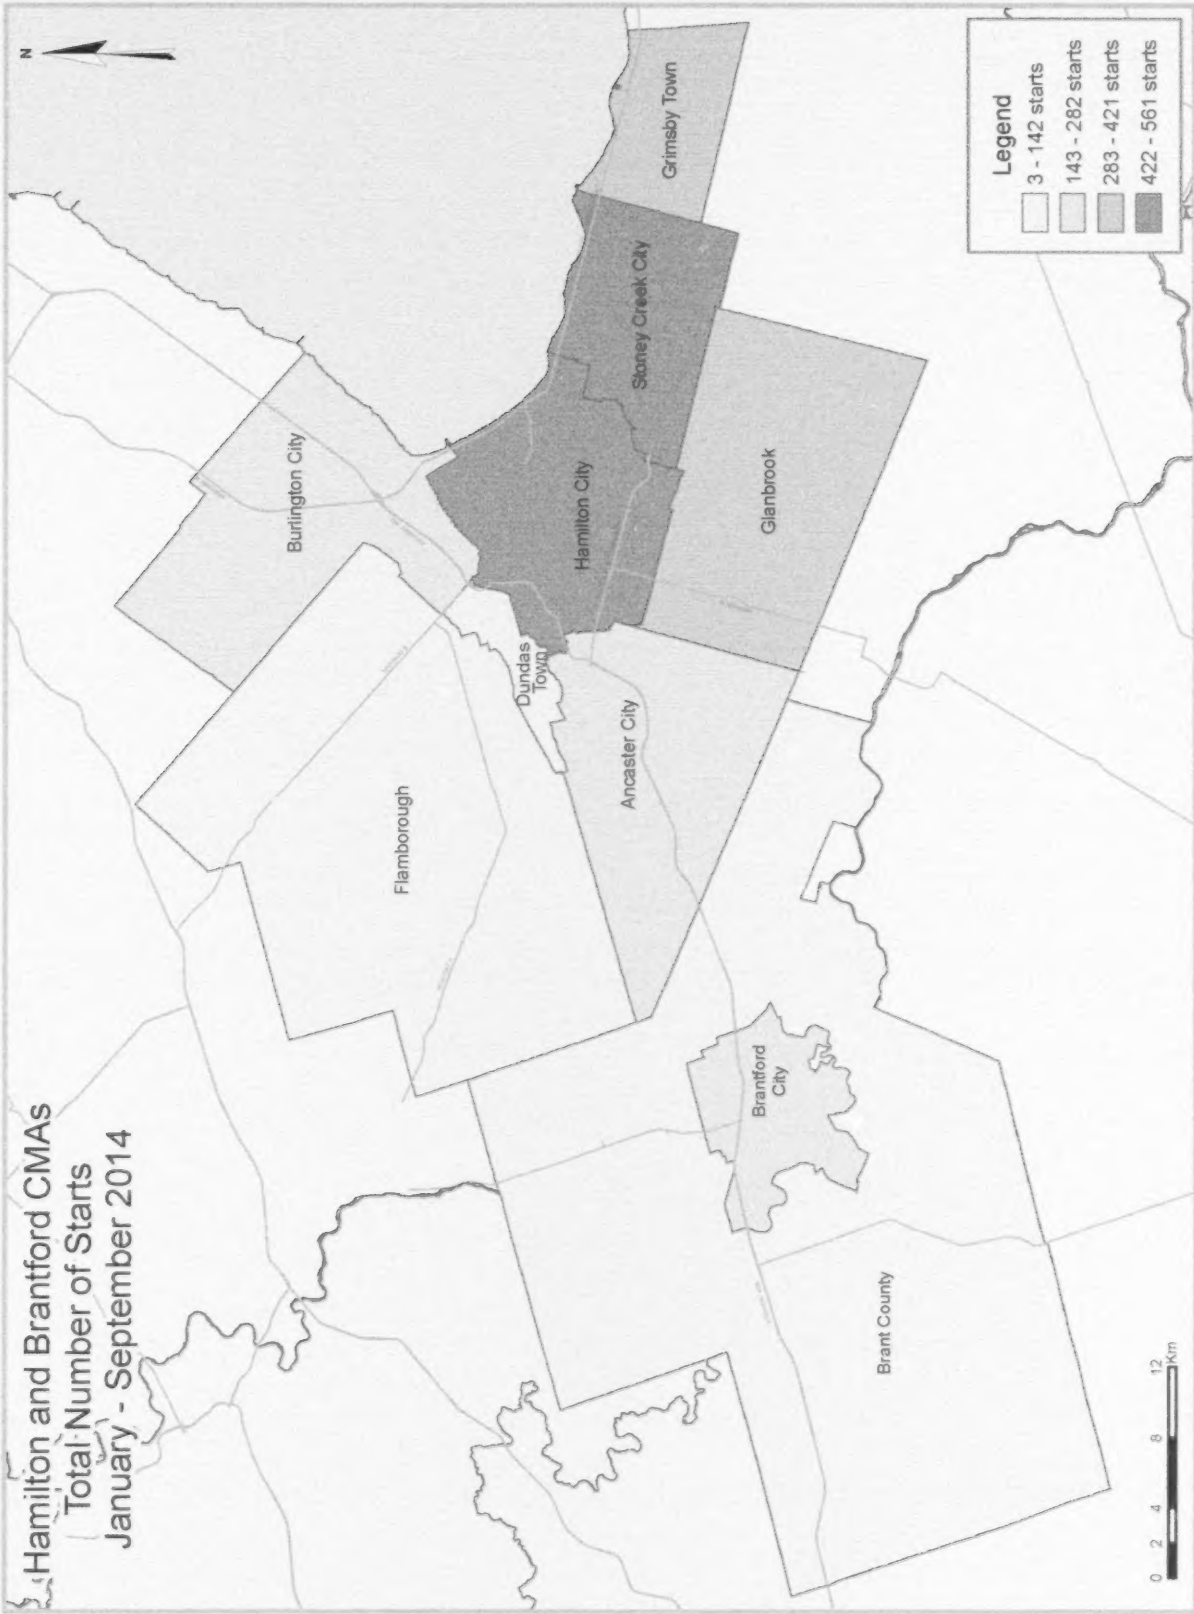 Hamilton and Brantford CMAs
Total Number of Starts
January - September 2014
N
Burlington City
Flamborough
Dundas
Town
Hamilton City
Stoney Creek City
Grimsby Town
Ancaster City
Glanbrook
Brantford
City
Brant County
Legend
3 - 142 starts
143 - 282 starts
283 - 421 starts
422 - 561 starts
0 2 4 8 12
Km